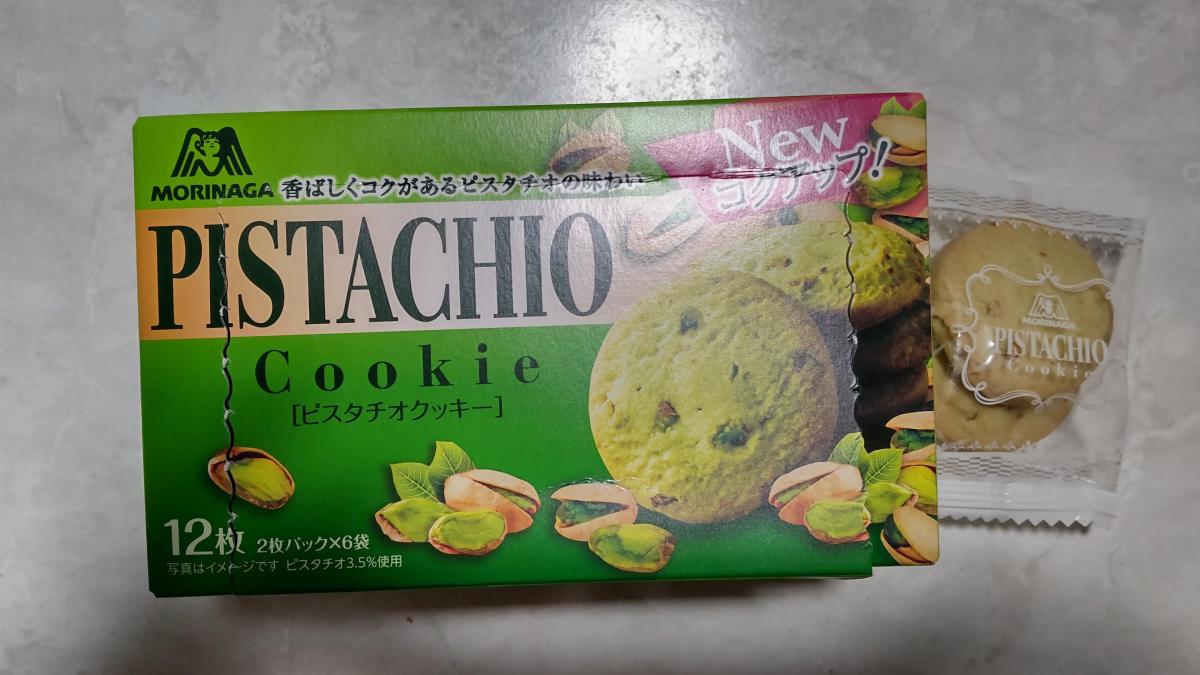 MORINAGA
香ばしくコクがあるピスタチオの味わい
New
コクアップ!
PISTACHIO
Cookie
[ピスタチオクッキー]
12枚 2枚パック×6袋
写真はイメージです ピスタチオ3.5%使用
MORINAGA
PISTACHIO
Cookie